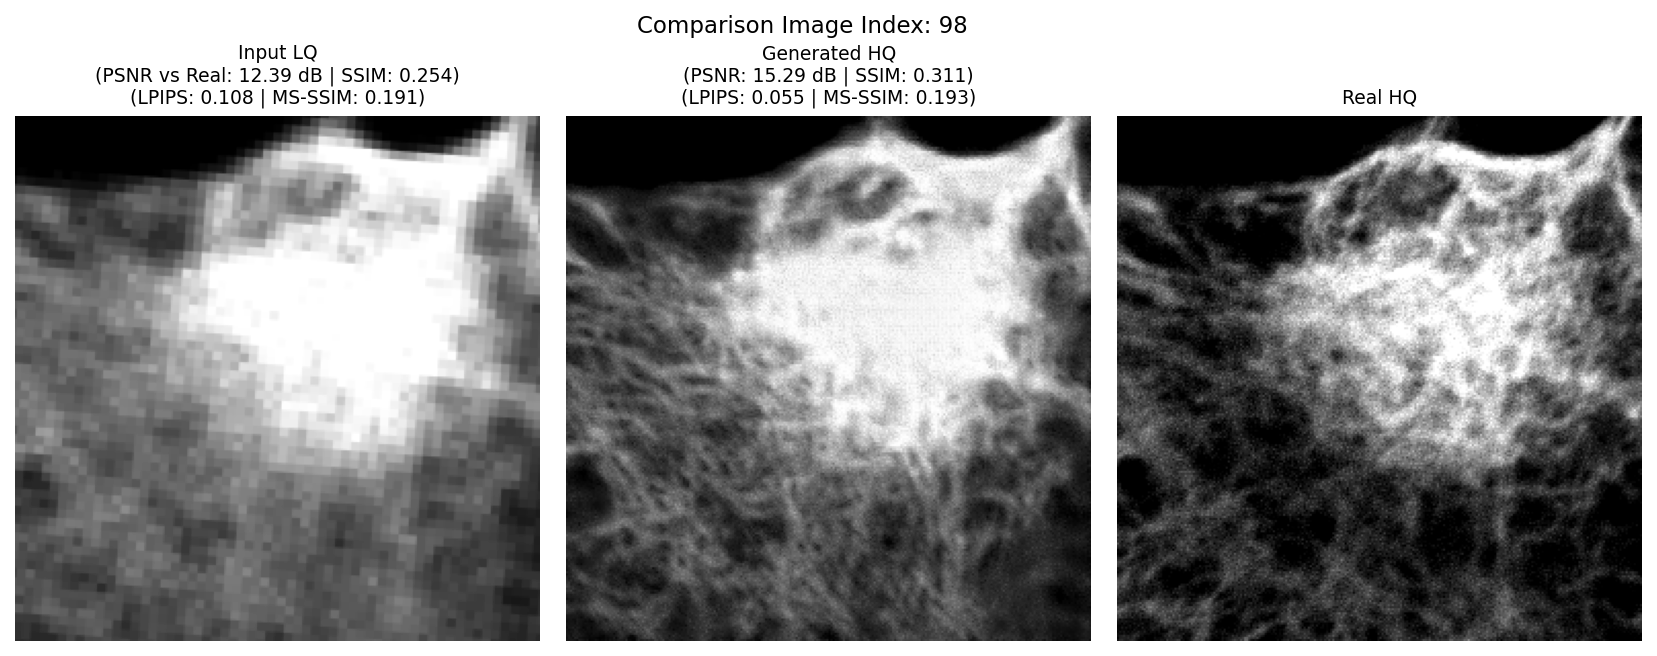 Comparison Image Index: 98
Input LQ
(PSNR vs Real: 12.39 dB | SSIM: 0.254)
(LPIPS: 0.108 | MS-SSIM: 0.191)
Generated HQ
(PSNR: 15.29 dB | SSIM: 0.311)
(LPIPS: 0.055 | MS-SSIM: 0.193)
Real HQ